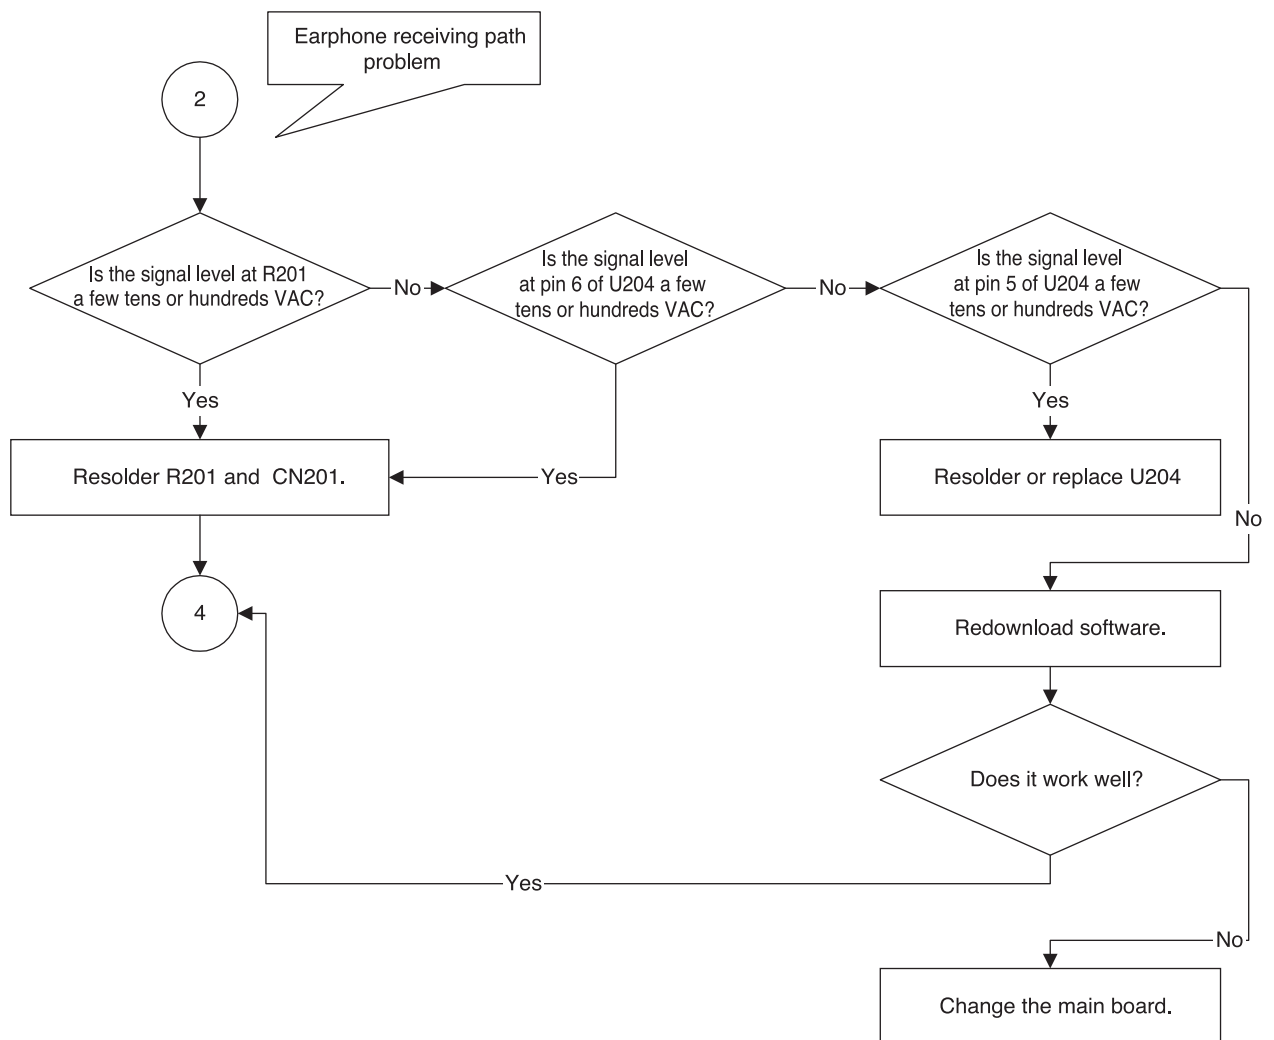 Earphone receiving path
problem
2
Is the signal level at R201
a few tens or hundreds VAC?
No
Is the signal level
at pin 6 of U204 a few
tens or hundreds VAC?
No
Is the signal level
at pin 5 of U204 a few
tens or hundreds VAC?
Yes
Yes
Resolder R201 and CN201.
Yes
Resolder or replace U204
No
4
Redownload software.
Does it work well?
Yes
No
Change the main board.